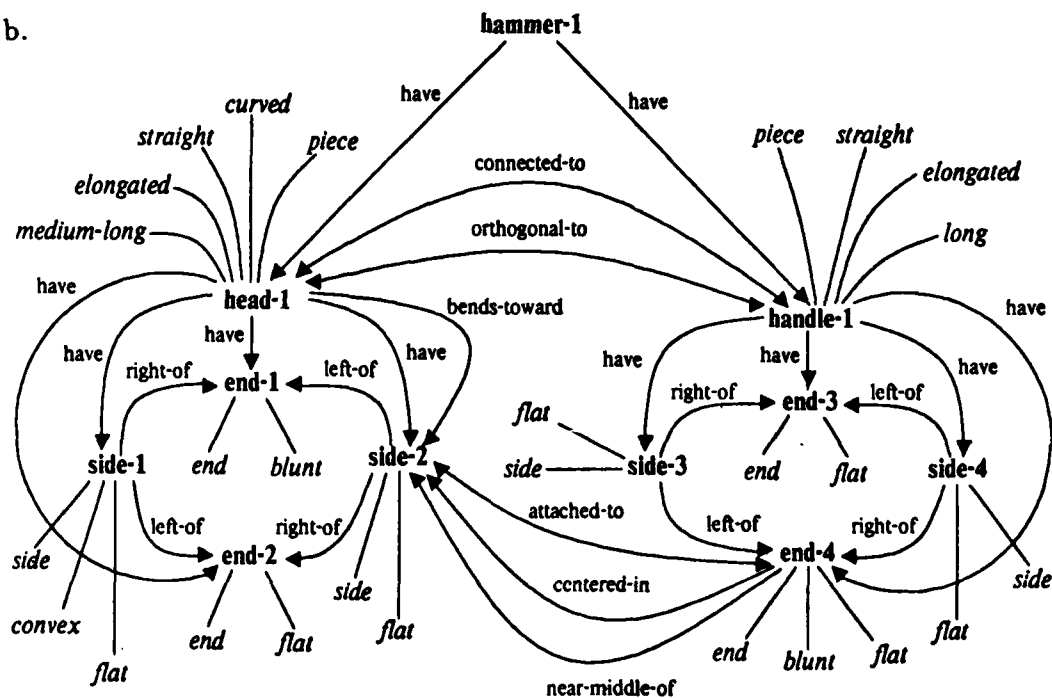 b.
hammer-1
have
have
curved
straight
piece
elongated
medium-long
piece
straight
elongated
long
connected-to
orthogonal-to
have
head-1
bends-toward
handle-1
have
have
have
have
have
have
have
right-of
end-1
left-of
right-of
end-3
left-of
flat
side-1
end
blunt
side-2
side
side-3
end
flat
side-4
left-of
right-of
attached-to
left-of
right-of
side
end-2
side
centered-in
end-4
side
convex
end
flat
flat
end
blunt
flat
flat
flat
near-middle-of